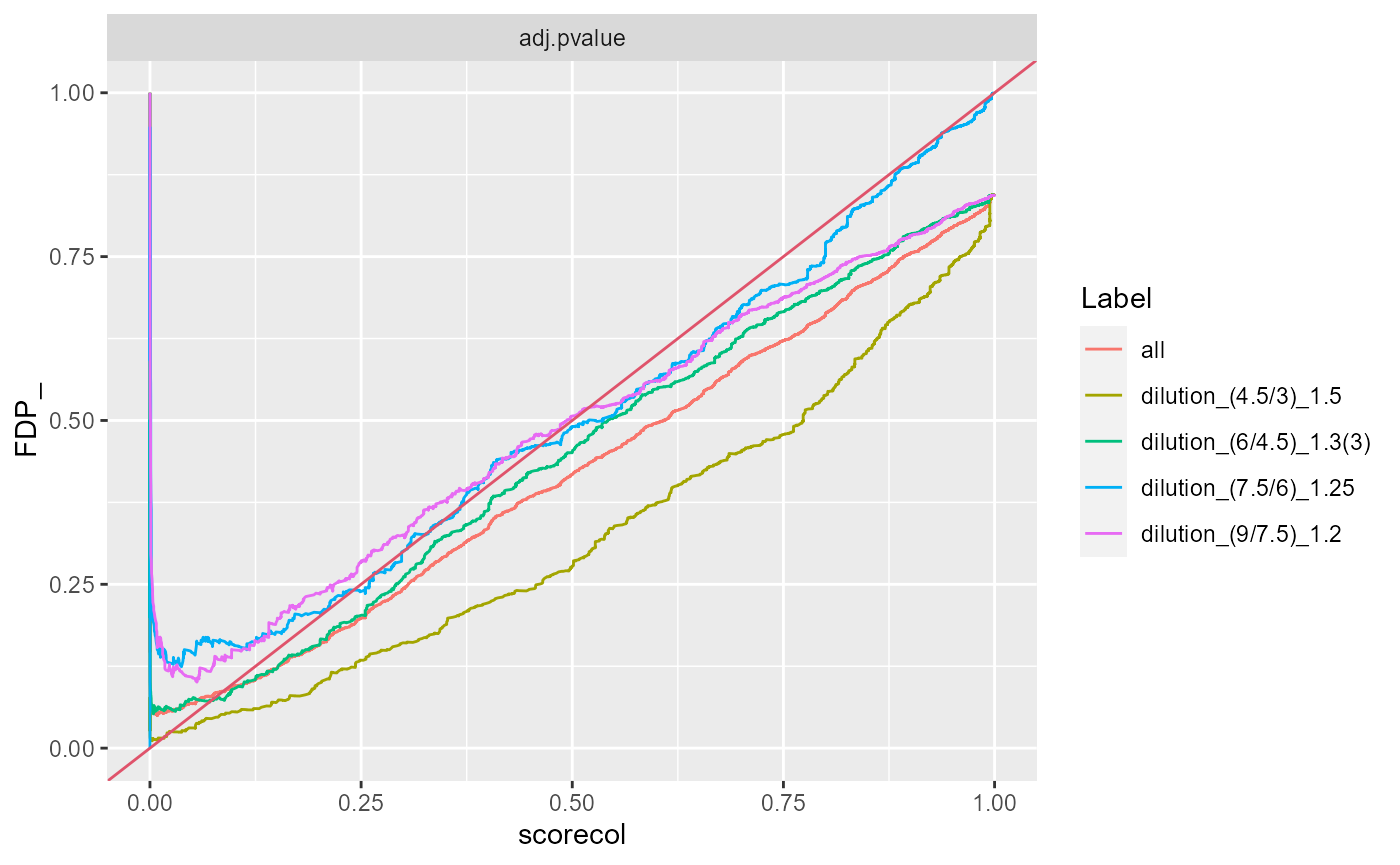 adj.pvalue
1.00
0.75
0.50
0.25
0.00
FDP_
0.00 0.25 0.50 0.75 1.00
scorecol
Label
all
dilution_(4.5/3)_1.5
dilution_(6/4.5)_1.3(3)
dilution_(7.5/6)_1.25
dilution_(9/7.5)_1.2